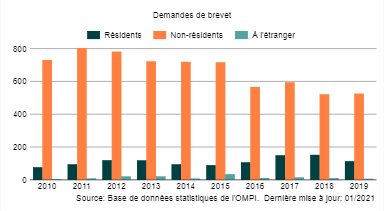 Demandes de brevet
Résidents Non-résidents À l'étranger
800
600
400
200
0
2010 2011 2012 2013 2014 2015 2016 2017 2018 2019
Source: Base de données statistiques de l'OMPI. Dernière mise à jour: 01/2021